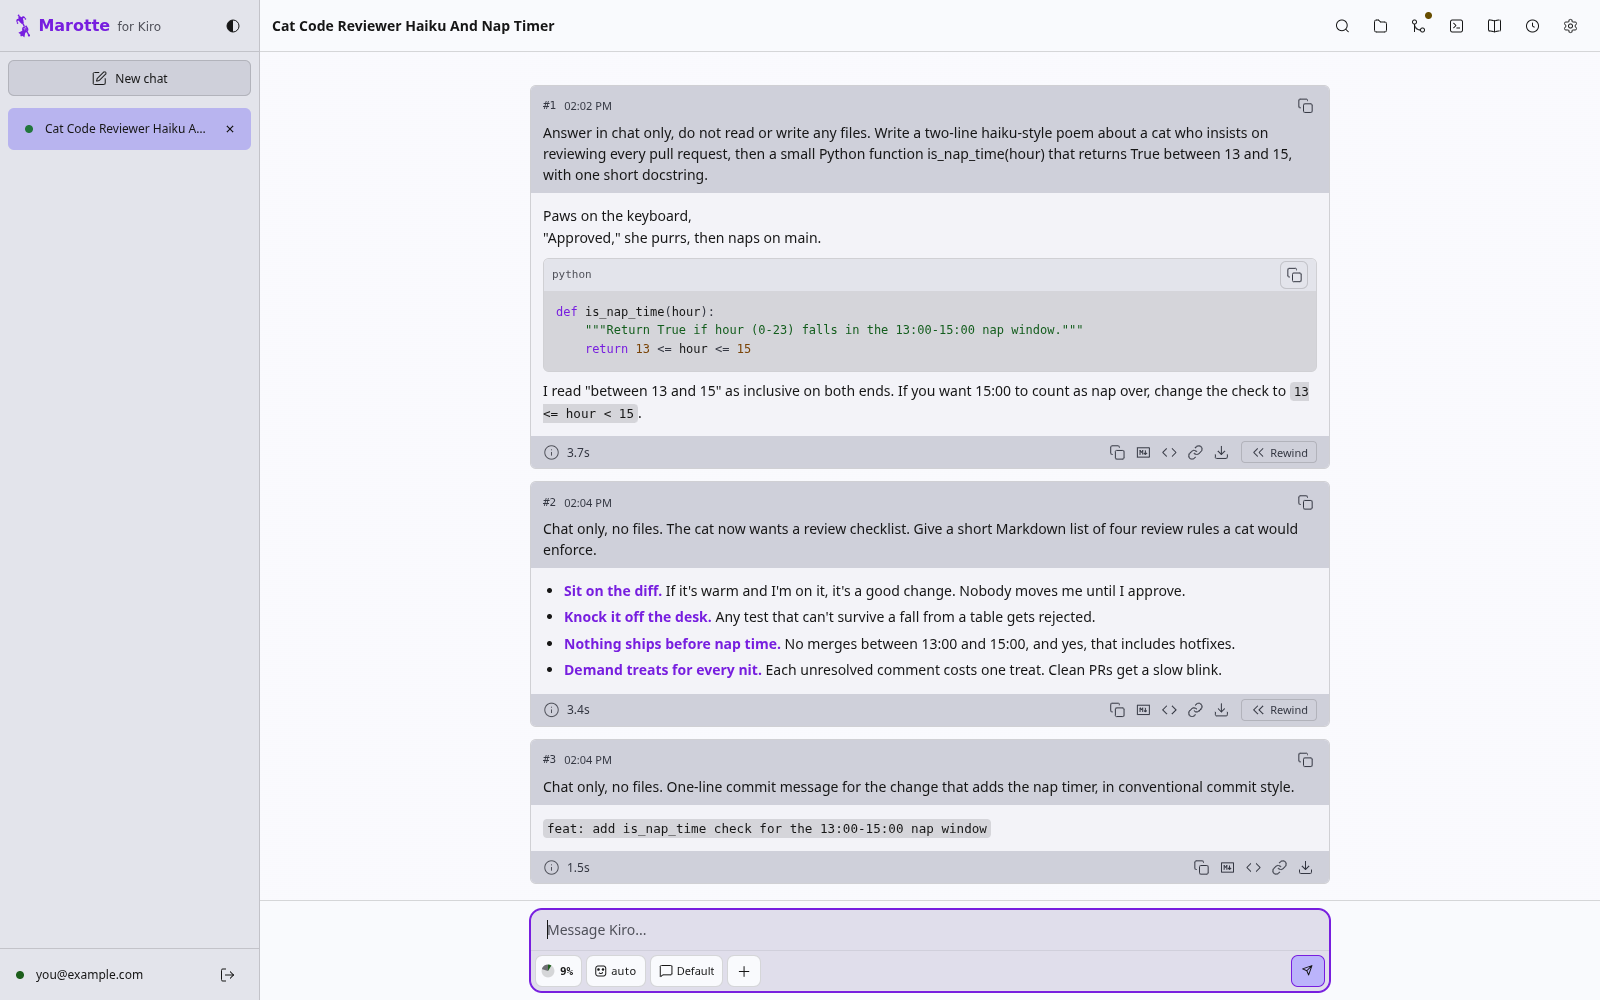 Marotte for Kiro
New chat
Cat Code Reviewer Haiku A...
you@example.com
Cat Code Reviewer Haiku And Nap Timer
#1 02:02 PM
Answer in chat only, do not read or write any files. Write a two-line haiku-style poem about a cat who insists on
reviewing every pull request, then a small Python function is_nap_time(hour) that returns True between 13 and 15,
with one short docstring.
Paws on the keyboard,
"Approved," she purrs, then naps on main.
python
def is_nap_time(hour):
    """Return True if hour (0-23) falls in the 13:00-15:00 nap window."""
    return 13 <= hour <= 15
I read "between 13 and 15" as inclusive on both ends. If you want 15:00 to count as nap over, change the check to 13
<= hour < 15.
3.7s
Rewind
#2 02:04 PM
Chat only, no files. The cat now wants a review checklist. Give a short Markdown list of four review rules a cat would
enforce.
• Sit on the diff. If it's warm and I'm on it, it's a good change. Nobody moves me until I approve.
• Knock it off the desk. Any test that can't survive a fall from a table gets rejected.
• Nothing ships before nap time. No merges between 13:00 and 15:00, and yes, that includes hotfixes.
• Demand treats for every nit. Each unresolved comment costs one treat. Clean PRs get a slow blink.
3.4s
Rewind
#3 02:04 PM
Chat only, no files. One-line commit message for the change that adds the nap timer, in conventional commit style.
feat: add is_nap_time check for the 13:00-15:00 nap window
1.5s
Message Kiro...
9% auto Default